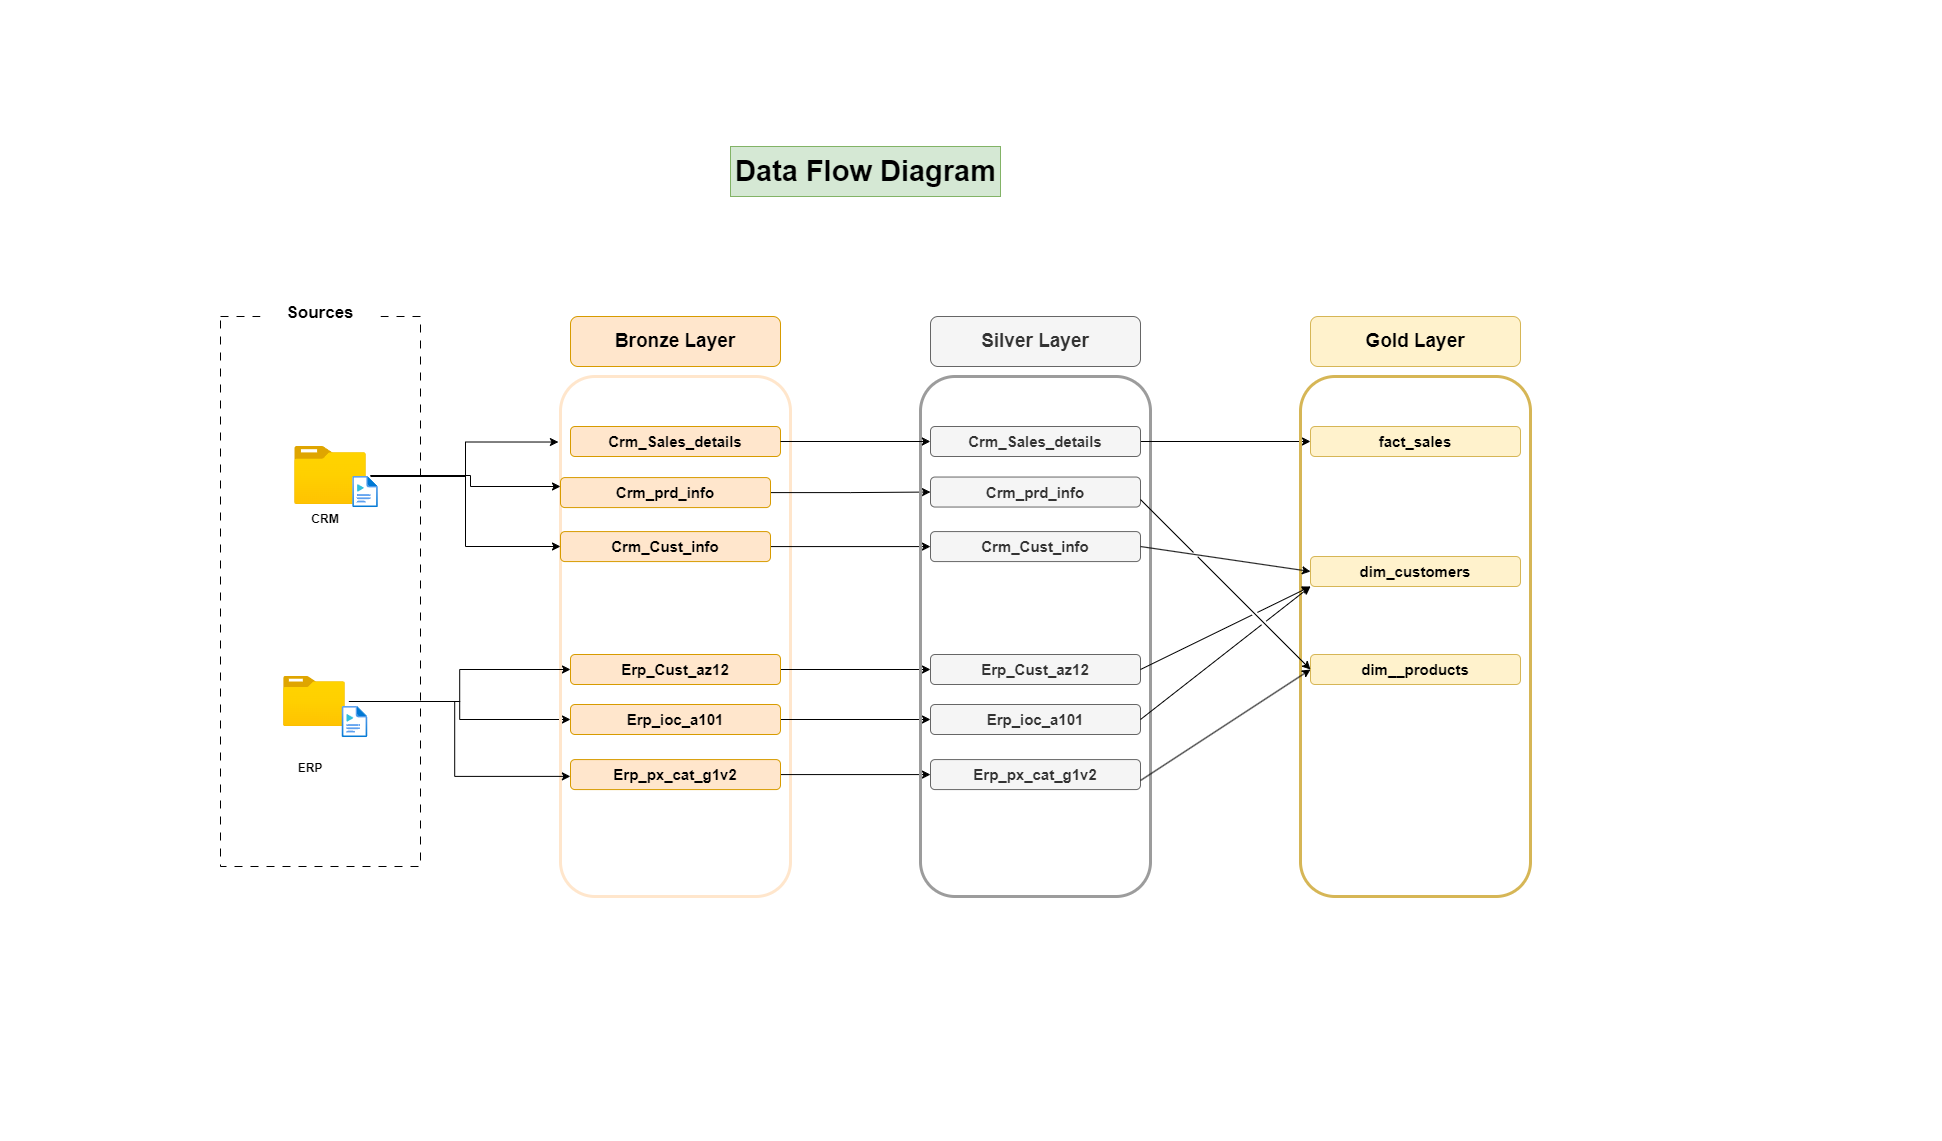 Data Flow Diagram
Sources
CRM
ERP
Bronze Layer
Crm_Sales_details
Crm_prd_info
Crm_Cust_info
Erp_Cust_az12
Erp_ioc_a101
Erp_px_cat_g1v2
Silver Layer
Crm_Sales_details
Crm_prd_info
Crm_Cust_info
Erp_Cust_az12
Erp_ioc_a101
Erp_px_cat_g1v2
Gold Layer
fact_sales
dim_customers
dim__products